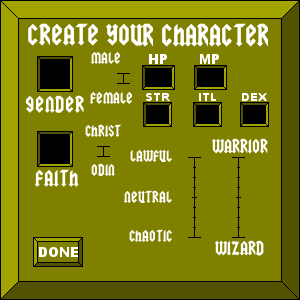 CREATE YOUR CHARACTER
MALE
FEMALE
GENDER
HP MP
STR ITL DEX
CHRIST
ODIN
FAITH
LAWFUL
NEUTRAL
CHAOTIC
WARRIOR
WIZARD
DONE